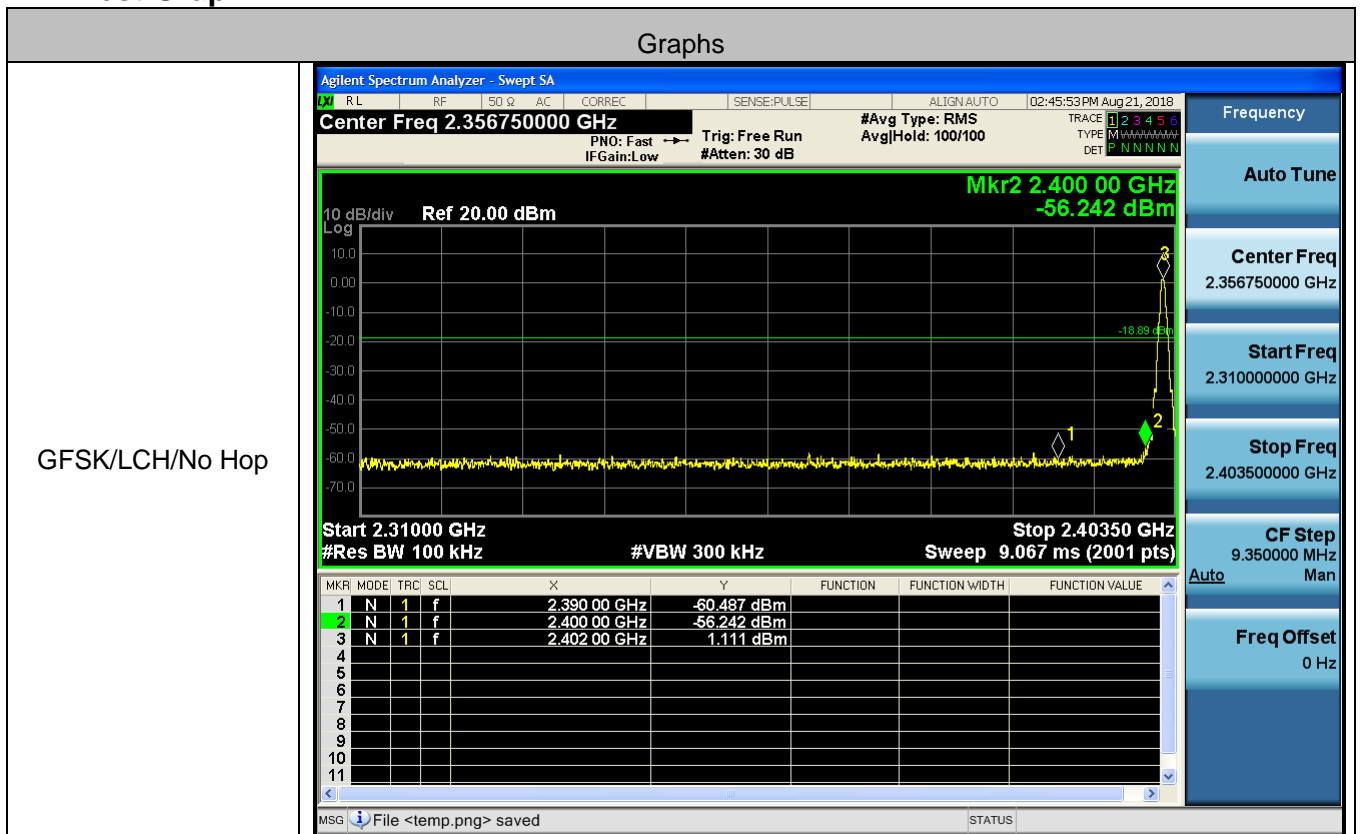 Graphs
GFSK/LCH/No Hop
Agilent Spectrum Analyzer - Swept SA
LXI RL RF 50 Ω AC CORREC SENSE:PULSE ALIGN AUTO 02:45:53 PM Aug 21, 2018
Center Freq 2.356750000 GHz
PNO: Fast
IFGain:Low
Trig: Free Run
#Atten: 30 dB
#Avg Type: RMS
Avg|Hold: 100/100
TRACE 1 2 3 4 5 6
TYPE M
DET P N N N N N
Mkr2 2.400 00 GHz
-56.242 dBm
10 dB/div Ref 20.00 dBm
Log
10.0
0.00
-10.0
-20.0
-30.0
-40.0
-50.0
-60.0
-70.0
3
-18.89 dBm
1
2
Start 2.31000 GHz Stop 2.40350 GHz
#Res BW 100 kHz #VBW 300 kHz Sweep 9.067 ms (2001 pts)
MKR MODE TRC SCL X Y FUNCTION FUNCTION WIDTH FUNCTION VALUE
1 N 1 f 2.390 00 GHz -60.487 dBm
2 N 1 f 2.400 00 GHz -56.242 dBm
3 N 1 f 2.402 00 GHz 1.111 dBm
4
5
6
7
8
9
10
11
MSG File <temp.png> saved STATUS
Frequency
Auto Tune
Center Freq
2.356750000 GHz
Start Freq
2.310000000 GHz
Stop Freq
2.403500000 GHz
CF Step
9.350000 MHz
Auto Man
Freq Offset
0 Hz